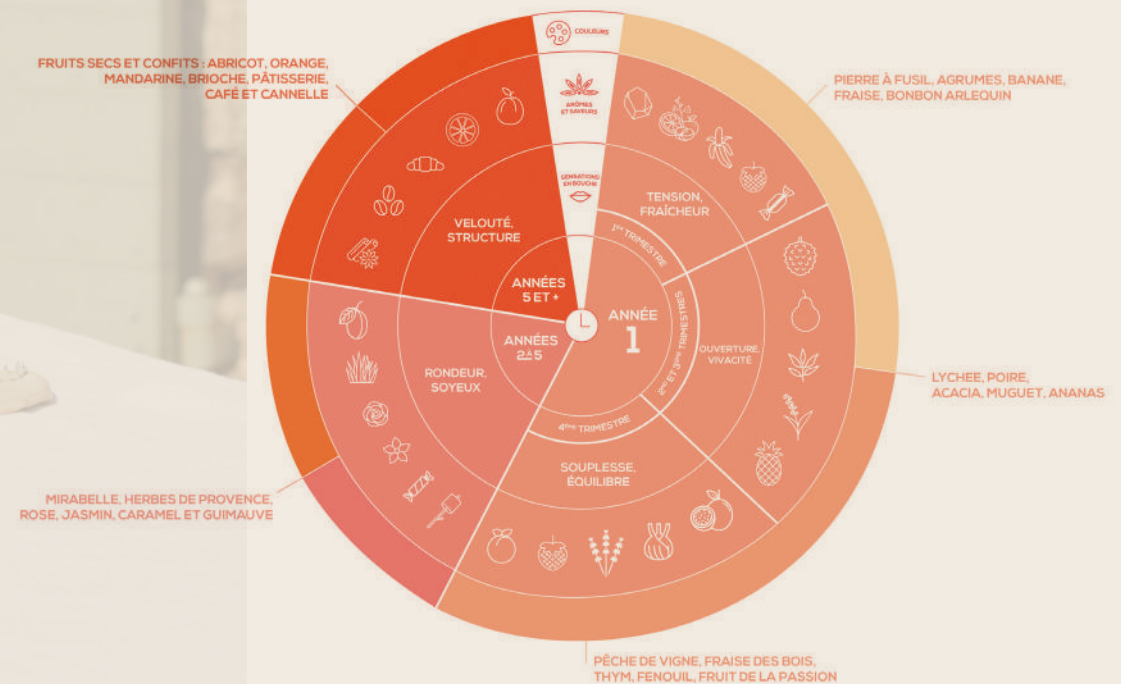 COULEURS
ARÔMES
ET SAVEURS
SENSATIONS
EN BOUCHE
FRUITS SECS ET CONFITS : ABRICOT, ORANGE,
MANDARINE, BRIOCHE, PÂTISSERIE,
CAFÉ ET CANNELLE
PIERRE À FUSIL, AGRUMES, BANANE,
FRAISE, BONBON ARLEQUIN
TENSION,
FRAÎCHEUR
1ER TRIMESTRE
VELOUTÉ,
STRUCTURE
ANNÉES
5 ET +
ANNÉE
1
2ND ET 3ÈME TRIMESTRES
OUVERTURE,
VIVACITÉ
ANNÉES
2 À 5
RONDEUR,
SOYEUX
LYCHEE, POIRE,
ACACIA, MUGUET, ANANAS
4ÈME TRIMESTRE
SOUPLESSE,
ÉQUILIBRE
MIRABELLE, HERBES DE PROVENCE,
ROSE, JASMIN, CARAMEL ET GUIMAUVE
PÊCHE DE VIGNE, FRAISE DES BOIS,
THYM, FENOUIL, FRUIT DE LA PASSION